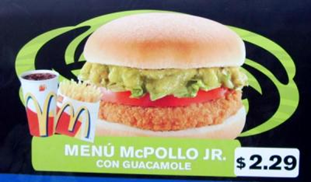 MENÚ McPOLLO JR.
CON GUACAMOLE
$2.29